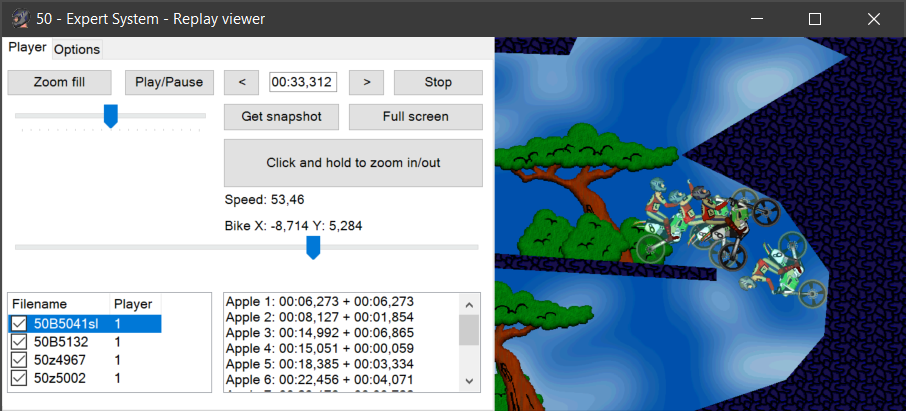 50 - Expert System - Replay viewer
Player Options
Zoom fill Play/Pause < 00:33,312 > Stop
Get snapshot Full screen
Click and hold to zoom in/out
Speed: 53,46
Bike X: -8,714 Y: 5,284
Filename Player
50B5041sl 1
50B5132 1
50z4967 1
50z5002 1
Apple 1: 00:06,273 + 00:06,273
Apple 2: 00:08,127 + 00:01,854
Apple 3: 00:14,992 + 00:06,865
Apple 4: 00:15,051 + 00:00,059
Apple 5: 00:18,385 + 00:03,334
Apple 6: 00:22,456 + 00:04,071